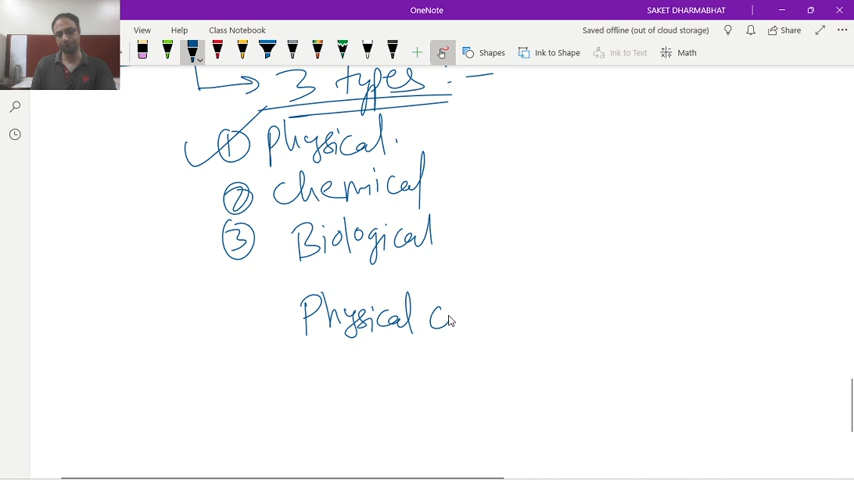 OneNote
SAKET DHARMABHAT
View Help Class Notebook
Saved offline (out of cloud storage) Share
Shapes Ink to Shape Ink to Text Math
3 types : –
① Physical.
② Chemical
③ Biological
Physical c